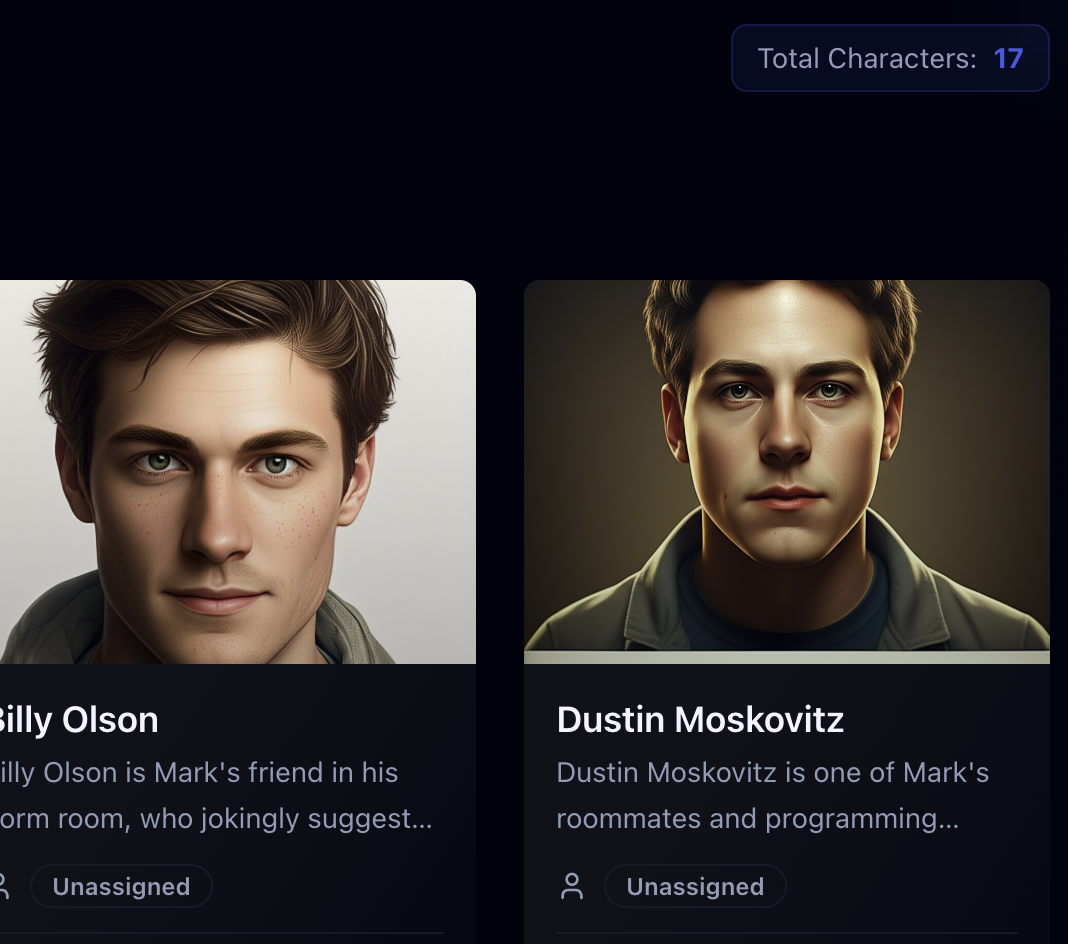 Total Characters: 17
Billy Olson
illy Olson is Mark's friend in his
orm room, who jokingly suggest...
Unassigned
Dustin Moskovitz
Dustin Moskovitz is one of Mark's
roommates and programming...
Unassigned